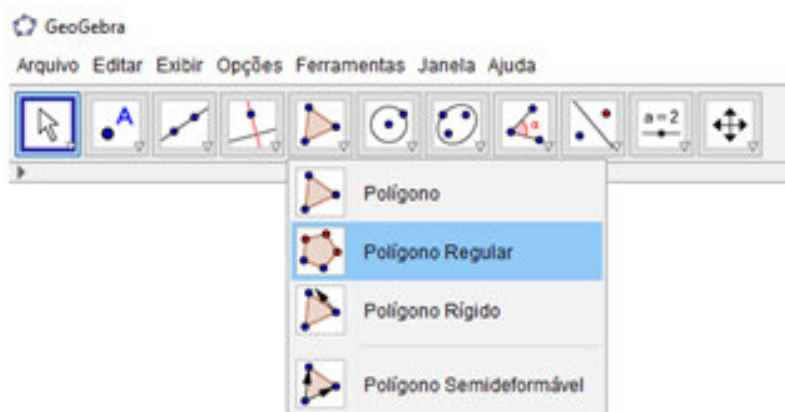 GeoGebra
Arquivo Editar Exibir Opções Ferramentas Janela Ajuda
A α a=2
Polígono
Polígono Regular
Polígono Rígido
Polígono Semideformável